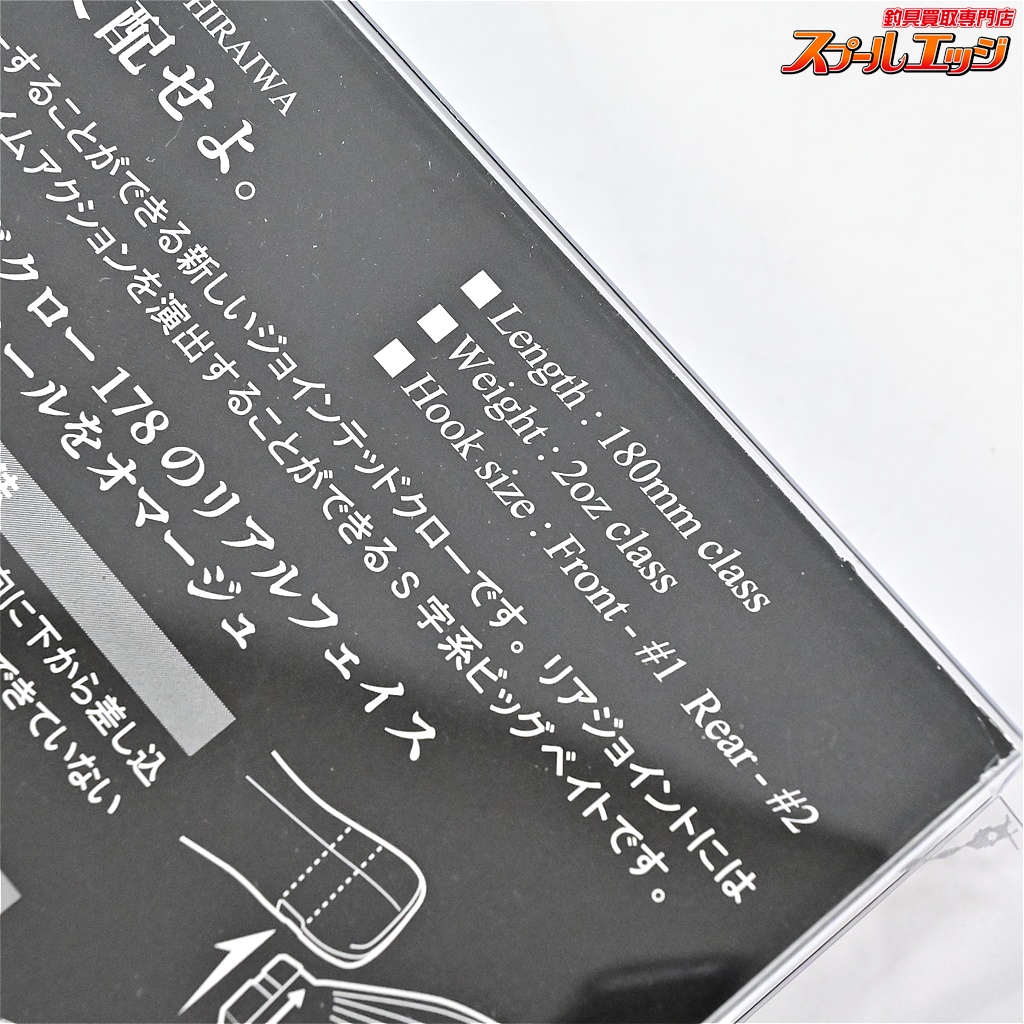 釣具買取専門店
スプールエッジ
HIRAIWA
配せよ。
することができる新しいジョインテッドクローです。リアジョイントには
イムアクションを演出することができるS字系ビッグベイトです。
クロー 178のリアルフェイス
ールをオマージュ
■ Length : 180mm class
■ Weight : 2oz class
■ Hook size : Front - #1 Rear - #2
に下から差し込
できていない